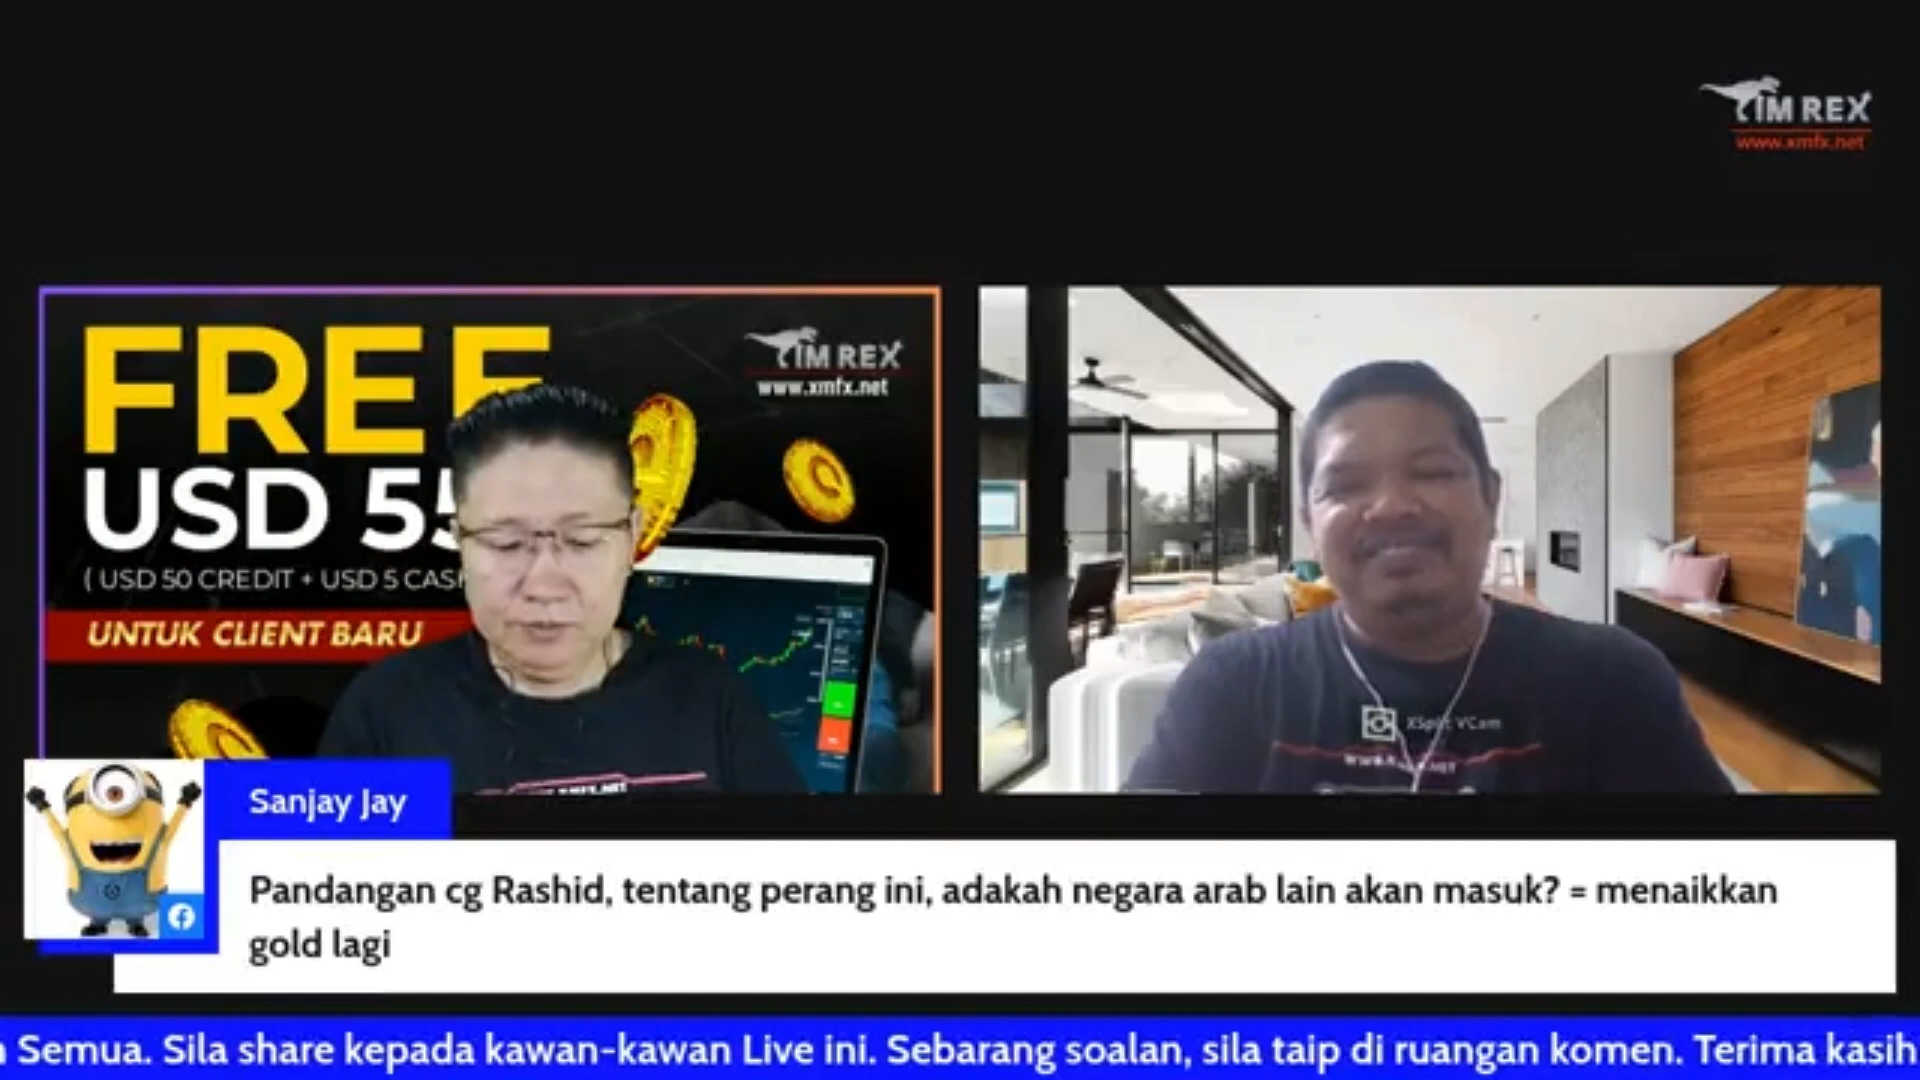 TIM REX
www.xmfx.net
FREE
USD 55
( USD 50 CREDIT + USD 5 CASH
UNTUK CLIENT BARU
TIM REX
www.xmfx.net
XSplit VCam
Sanjay Jay
Pandangan cg Rashid, tentang perang ini, adakah negara arab lain akan masuk? = menaikkan
gold lagi
Semua. Sila share kepada kawan-kawan Live ini. Sebarang soalan, sila taip di ruangan komen. Terima kasih